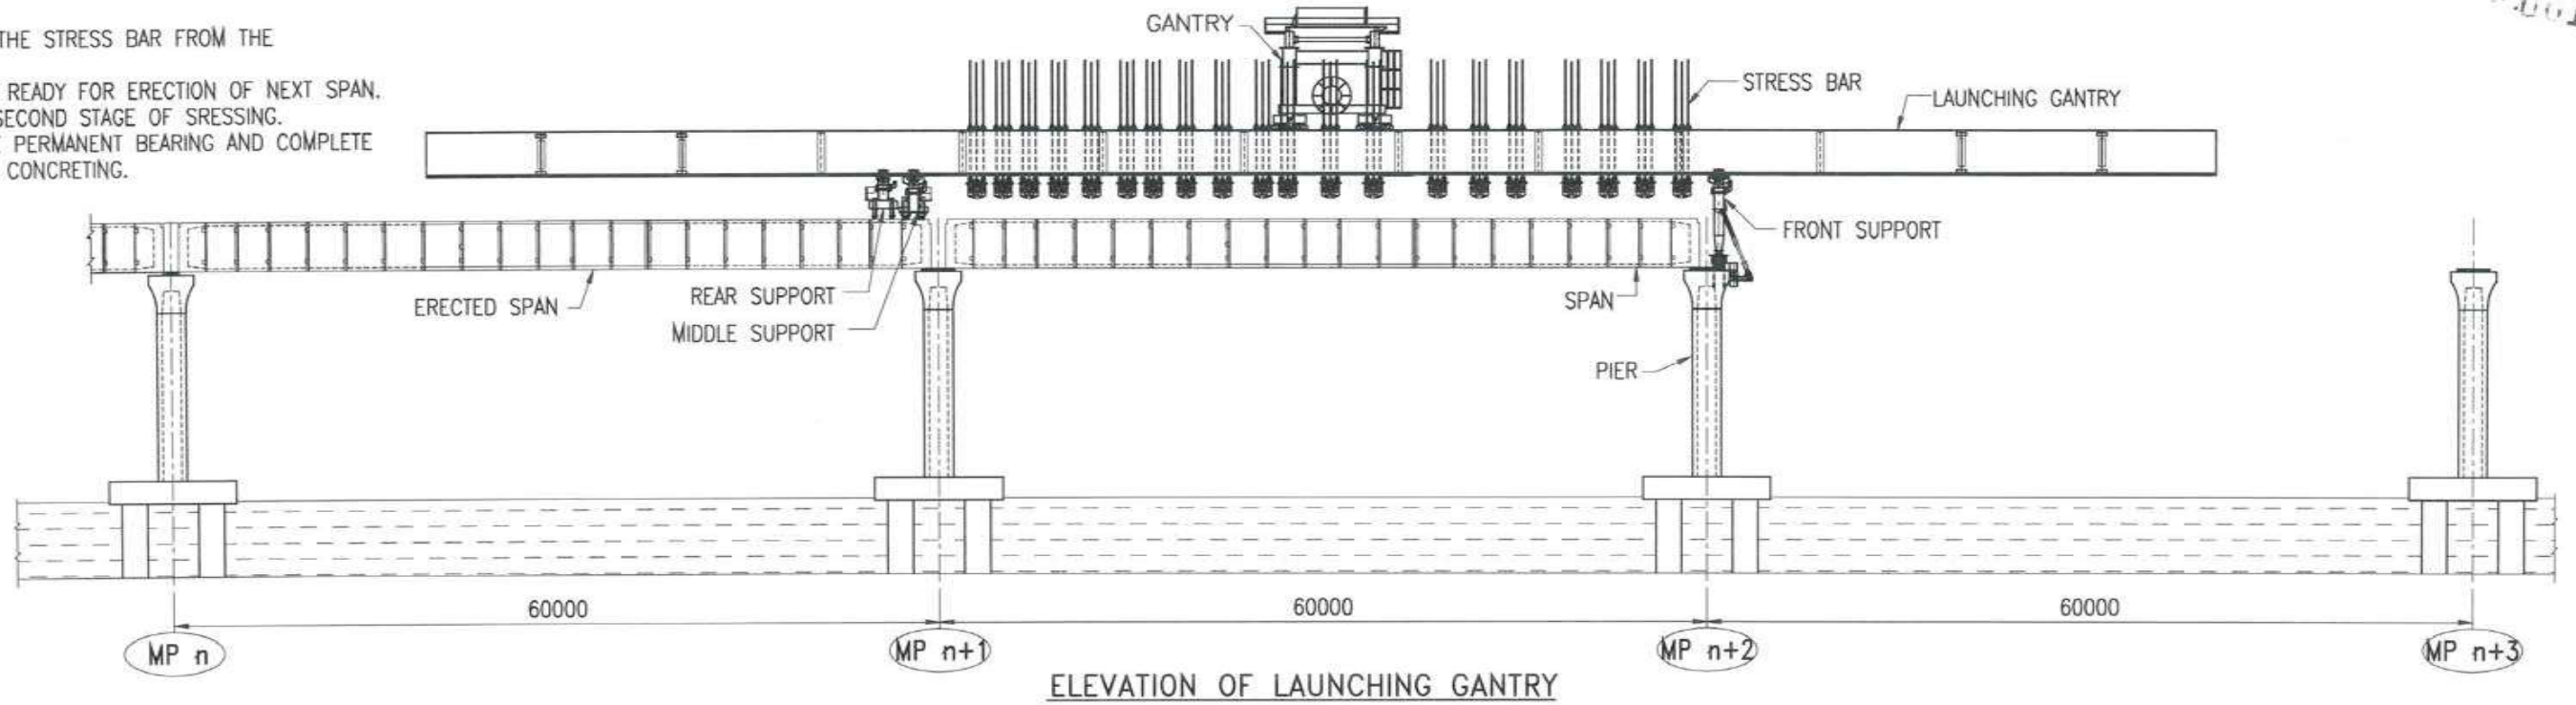 THE STRESS BAR FROM THE
READY FOR ERECTION OF NEXT SPAN.
SECOND STAGE OF SRESSING.
PERMANENT BEARING AND COMPLETE
CONCRETING.
GANTRY
STRESS BAR
LAUNCHING GANTRY
FRONT SUPPORT
ERECTED SPAN
REAR SUPPORT
MIDDLE SUPPORT
SPAN
PIER
60000
60000
60000
MP n
MP n+1
MP n+2
MP n+3
ELEVATION OF LAUNCHING GANTRY